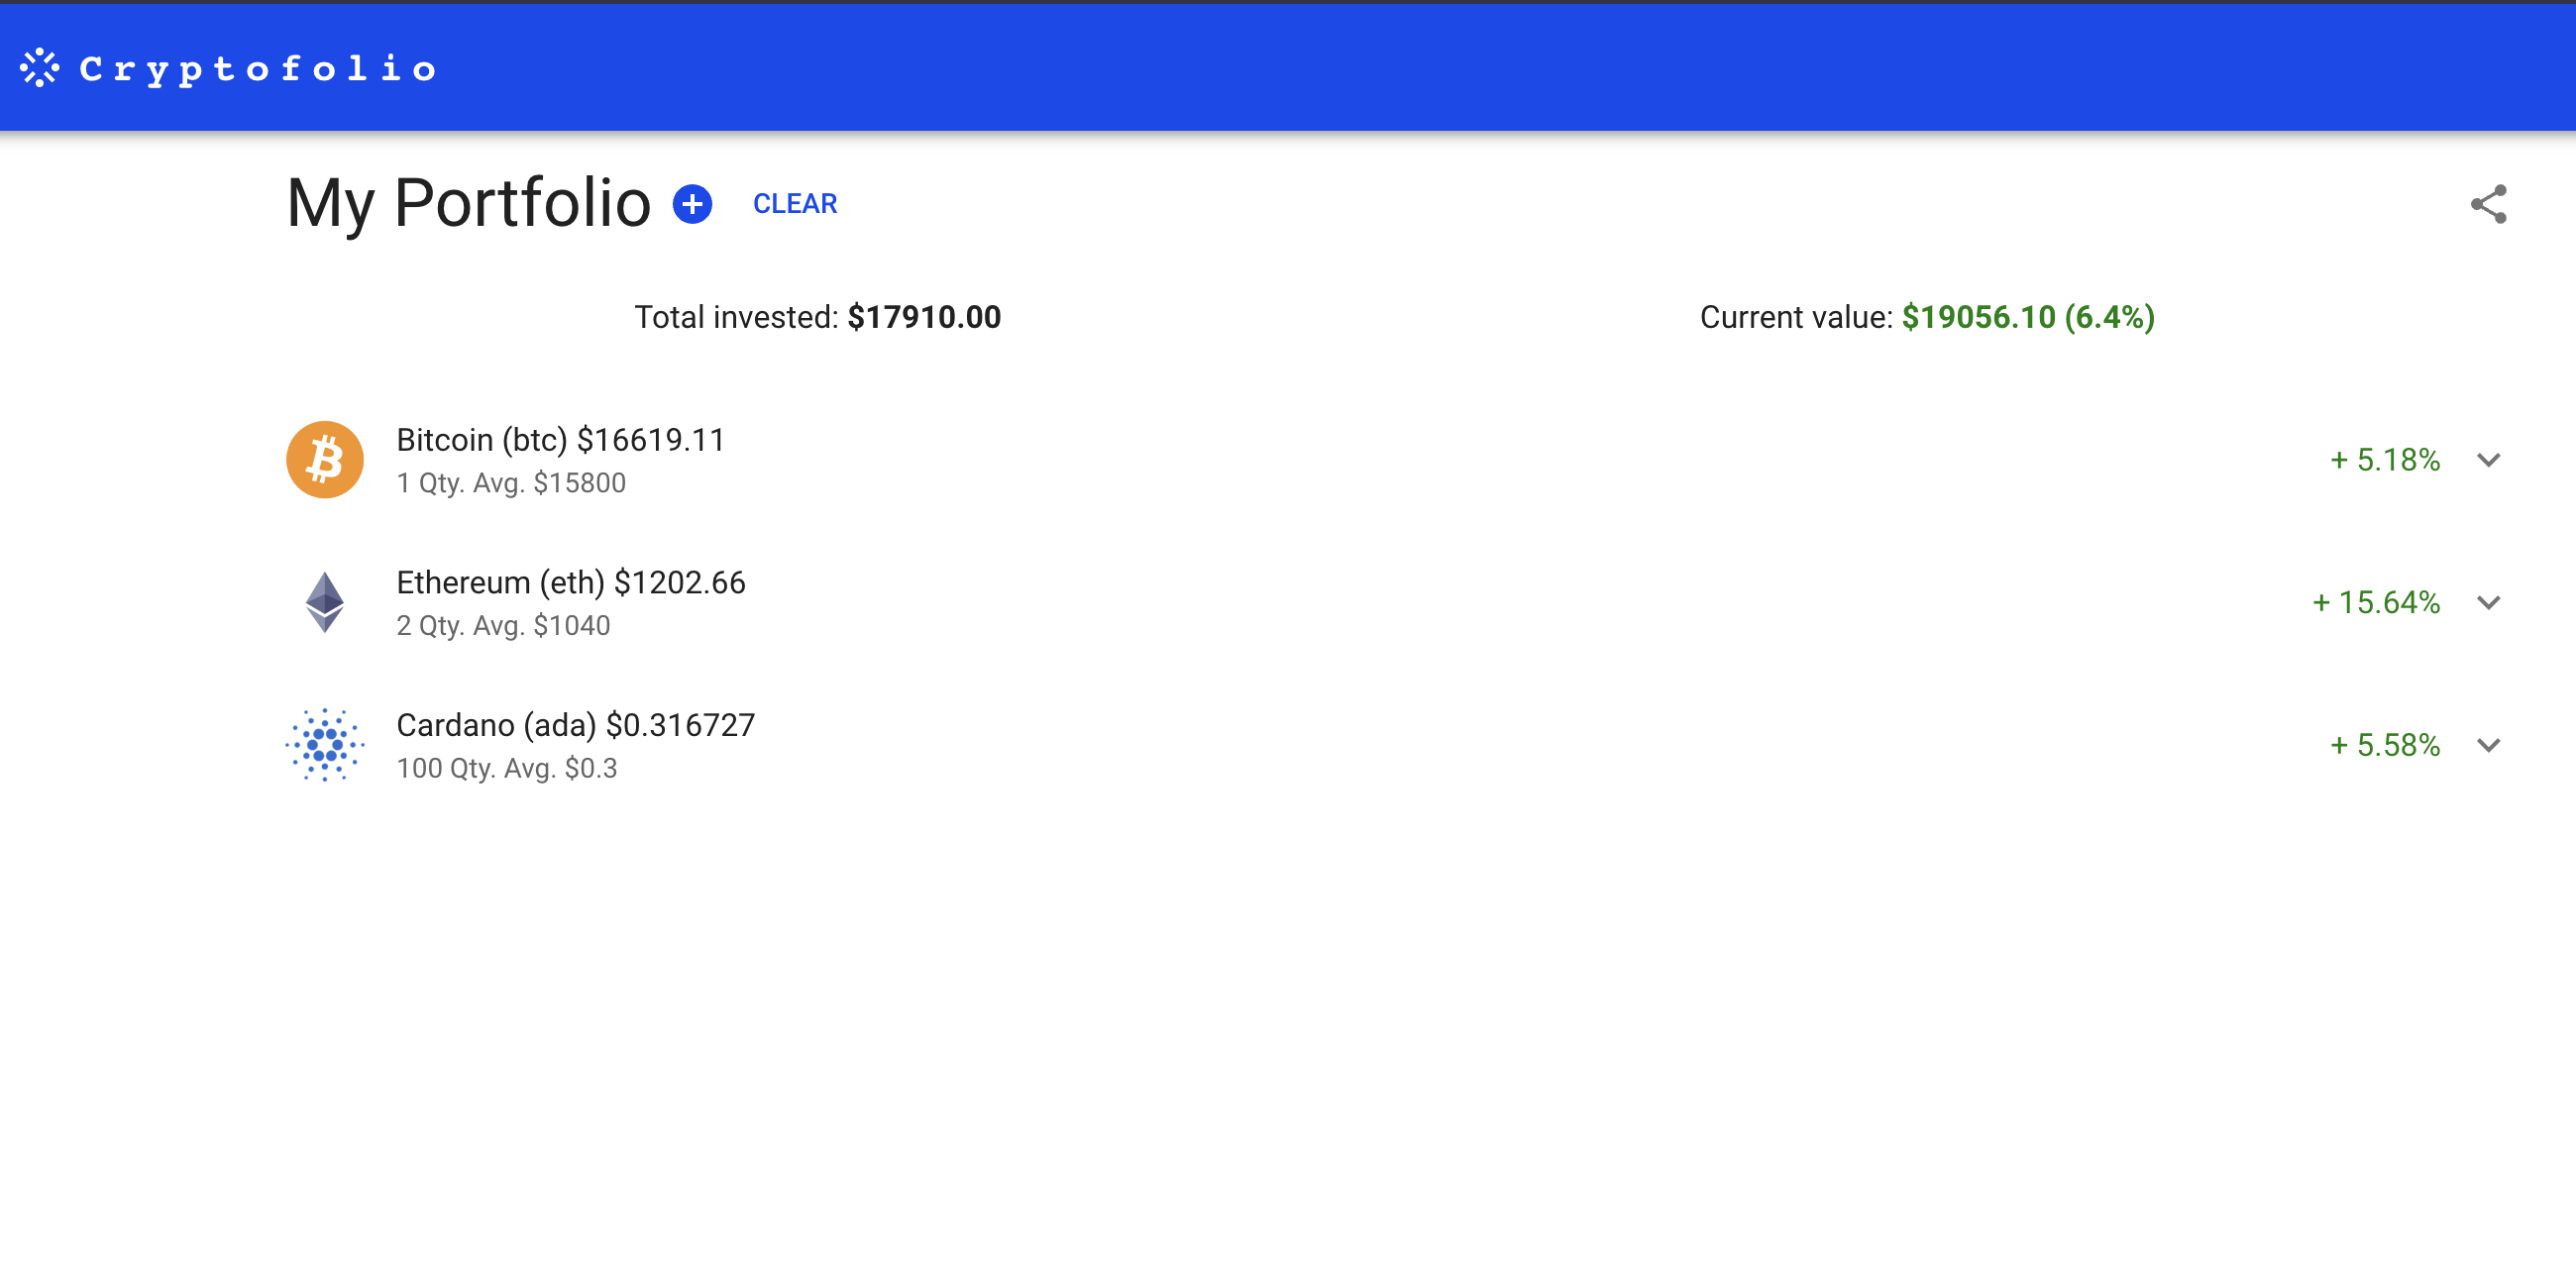 Cryptofolio
My Portfolio CLEAR
Total invested: $17910.00
Current value: $19056.10 (6.4%)
Bitcoin (btc) $16619.11
1 Qty. Avg. $15800
+ 5.18%
Ethereum (eth) $1202.66
2 Qty. Avg. $1040
+ 15.64%
Cardano (ada) $0.316727
100 Qty. Avg. $0.3
+ 5.58%